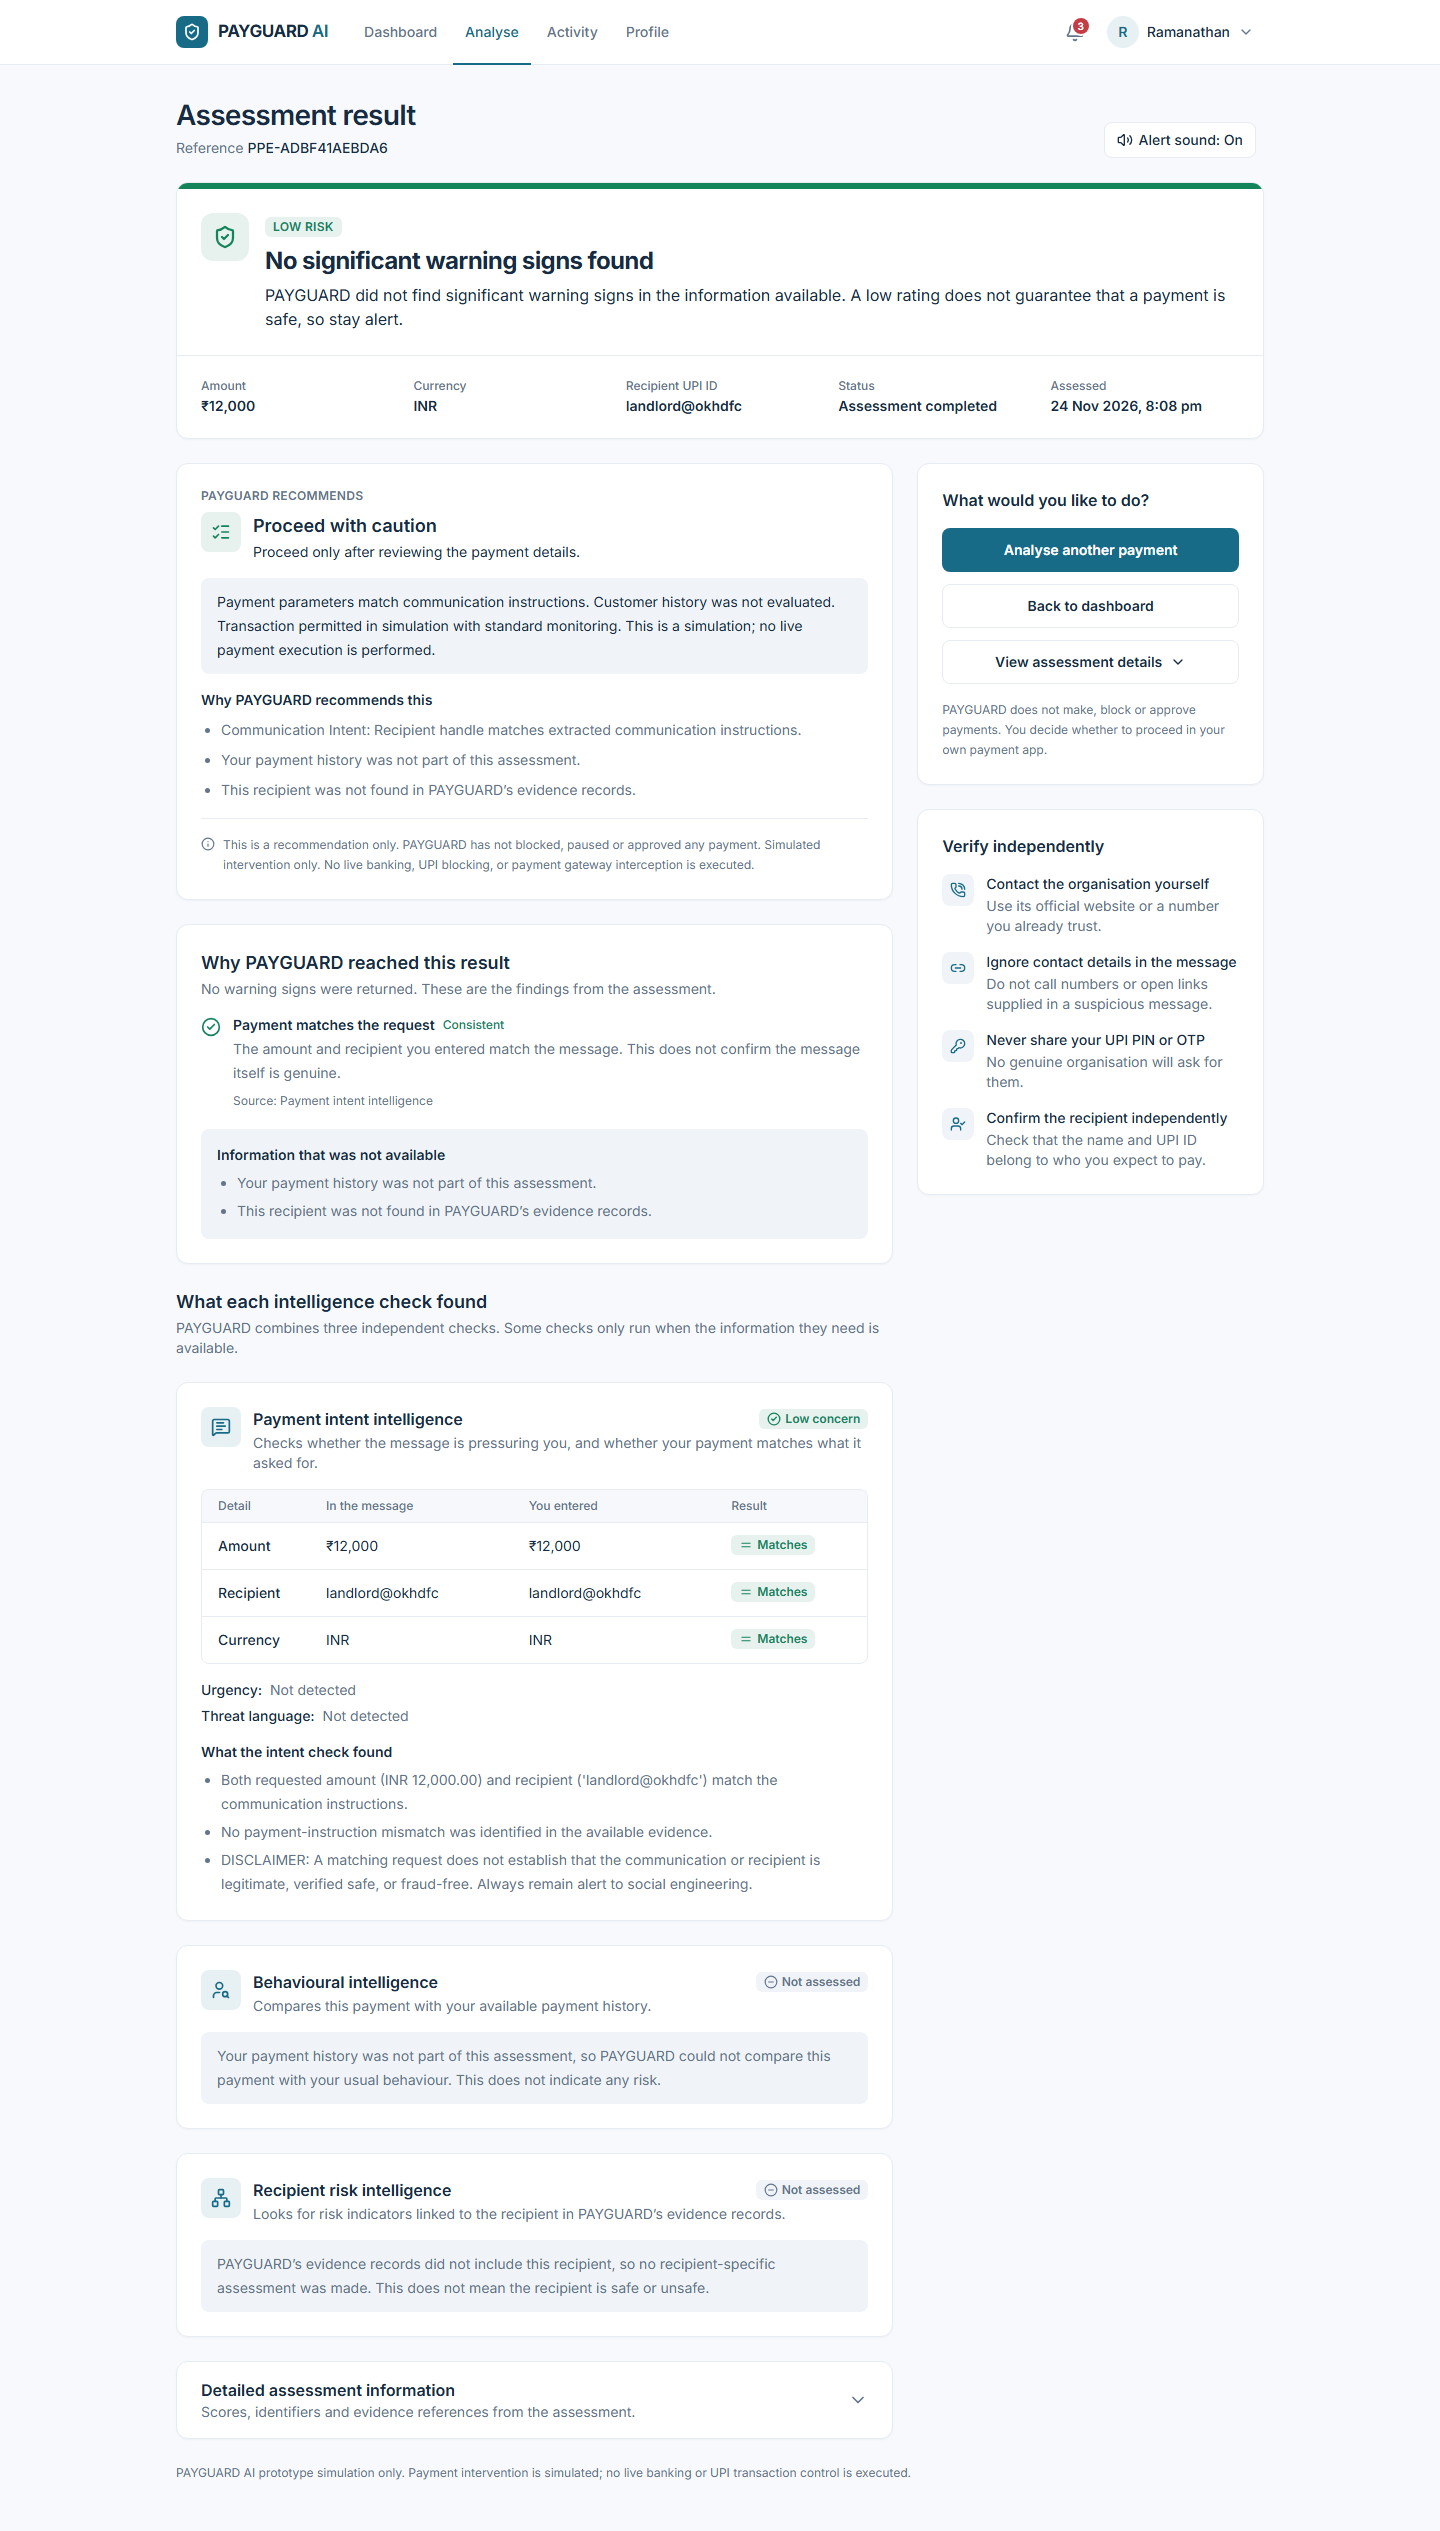 PAYGUARD AI
Dashboard
Analyse
Activity
Profile
3
R
Ramanathan
Assessment result
Reference PPE-ADBF41AEBDA6
Alert sound: On
LOW RISK
No significant warning signs found
PAYGUARD did not find significant warning signs in the information available. A low rating does not guarantee that a payment is
safe, so stay alert.
Amount
₹12,000
Currency
INR
Recipient UPI ID
landlord@okhdfc
Status
Assessment completed
Assessed
24 Nov 2026, 8:08 pm
PAYGUARD RECOMMENDS
Proceed with caution
Proceed only after reviewing the payment details.
Payment parameters match communication instructions. Customer history was not evaluated.
Transaction permitted in simulation with standard monitoring. This is a simulation; no live
payment execution is performed.
Why PAYGUARD recommends this
• Communication Intent: Recipient handle matches extracted communication instructions.
• Your payment history was not part of this assessment.
• This recipient was not found in PAYGUARD’s evidence records.
This is a recommendation only. PAYGUARD has not blocked, paused or approved any payment. Simulated
intervention only. No live banking, UPI blocking, or payment gateway interception is executed.
What would you like to do?
Analyse another payment
Back to dashboard
View assessment details
PAYGUARD does not make, block or approve
payments. You decide whether to proceed in your
own payment app.
Verify independently
Contact the organisation yourself
Use its official website or a number
you already trust.
Ignore contact details in the message
Do not call numbers or open links
supplied in a suspicious message.
Never share your UPI PIN or OTP
No genuine organisation will ask for
them.
Confirm the recipient independently
Check that the name and UPI ID
belong to who you expect to pay.
Why PAYGUARD reached this result
No warning signs were returned. These are the findings from the assessment.
Payment matches the request Consistent
The amount and recipient you entered match the message. This does not confirm the message
itself is genuine.
Source: Payment intent intelligence
Information that was not available
• Your payment history was not part of this assessment.
• This recipient was not found in PAYGUARD’s evidence records.
What each intelligence check found
PAYGUARD combines three independent checks. Some checks only run when the information they need is
available.
Payment intent intelligence
Low concern
Checks whether the message is pressuring you, and whether your payment matches what it
asked for.
Detail In the message You entered Result
Amount ₹12,000 ₹12,000 = Matches
Recipient landlord@okhdfc landlord@okhdfc = Matches
Currency INR INR = Matches
Urgency: Not detected
Threat language: Not detected
What the intent check found
• Both requested amount (INR 12,000.00) and recipient ('landlord@okhdfc') match the
communication instructions.
• No payment-instruction mismatch was identified in the available evidence.
• DISCLAIMER: A matching request does not establish that the communication or recipient is
legitimate, verified safe, or fraud-free. Always remain alert to social engineering.
Behavioural intelligence
Not assessed
Compares this payment with your available payment history.
Your payment history was not part of this assessment, so PAYGUARD could not compare this
payment with your usual behaviour. This does not indicate any risk.
Recipient risk intelligence
Not assessed
Looks for risk indicators linked to the recipient in PAYGUARD’s evidence records.
PAYGUARD’s evidence records did not include this recipient, so no recipient-specific
assessment was made. This does not mean the recipient is safe or unsafe.
Detailed assessment information
Scores, identifiers and evidence references from the assessment.
PAYGUARD AI prototype simulation only. Payment intervention is simulated; no live banking or UPI transaction control is executed.